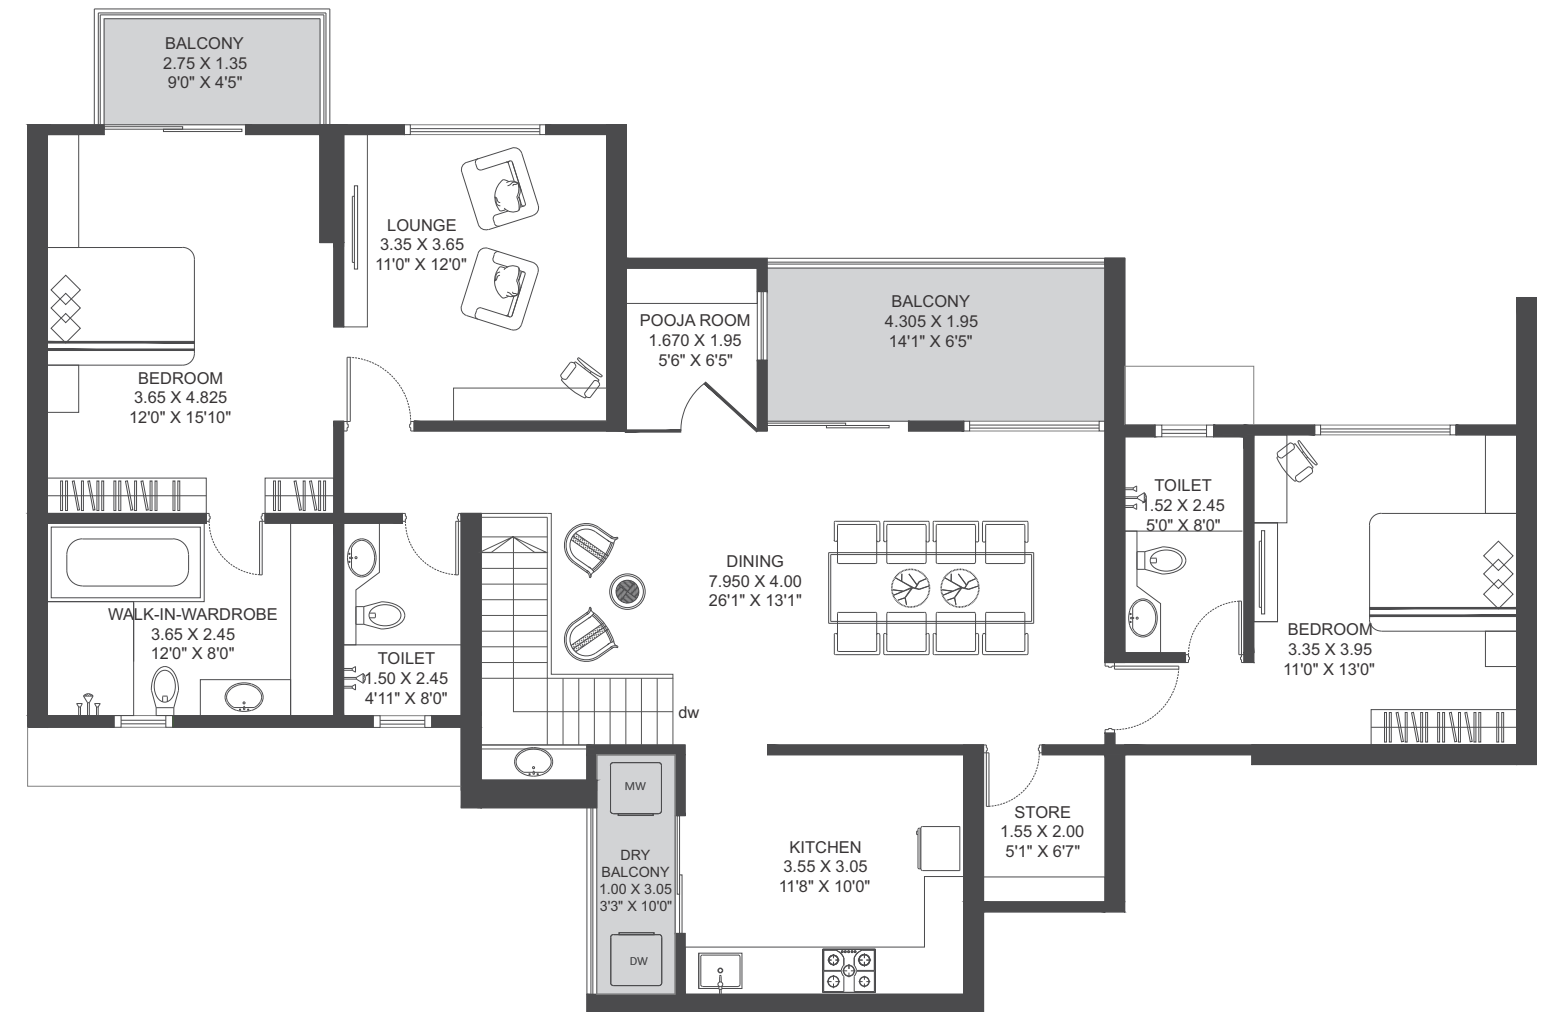 BALCONY
2.75 X 1.35
9'0" X 4'5"
LOUNGE
3.35 X 3.65
11'0" X 12'0"
POOJA ROOM
1.670 X 1.95
5'6" X 6'5"
BALCONY
4.305 X 1.95
14'1" X 6'5"
BEDROOM
3.65 X 4.825
12'0" X 15'10"
TOILET
1.52 X 2.45
5'0" X 8'0"
DINING
7.950 X 4.00
26'1" X 13'1"
WALK-IN-WARDROBE
3.65 X 2.45
12'0" X 8'0"
BEDROOM
3.35 X 3.95
11'0" X 13'0"
TOILET
1.50 X 2.45
4'11" X 8'0"
dw
MW
STORE
1.55 X 2.00
5'1" X 6'7"
KITCHEN
3.55 X 3.05
11'8" X 10'0"
DRY
BALCONY
1.00 X 3.05
3'3" X 10'0"
DW